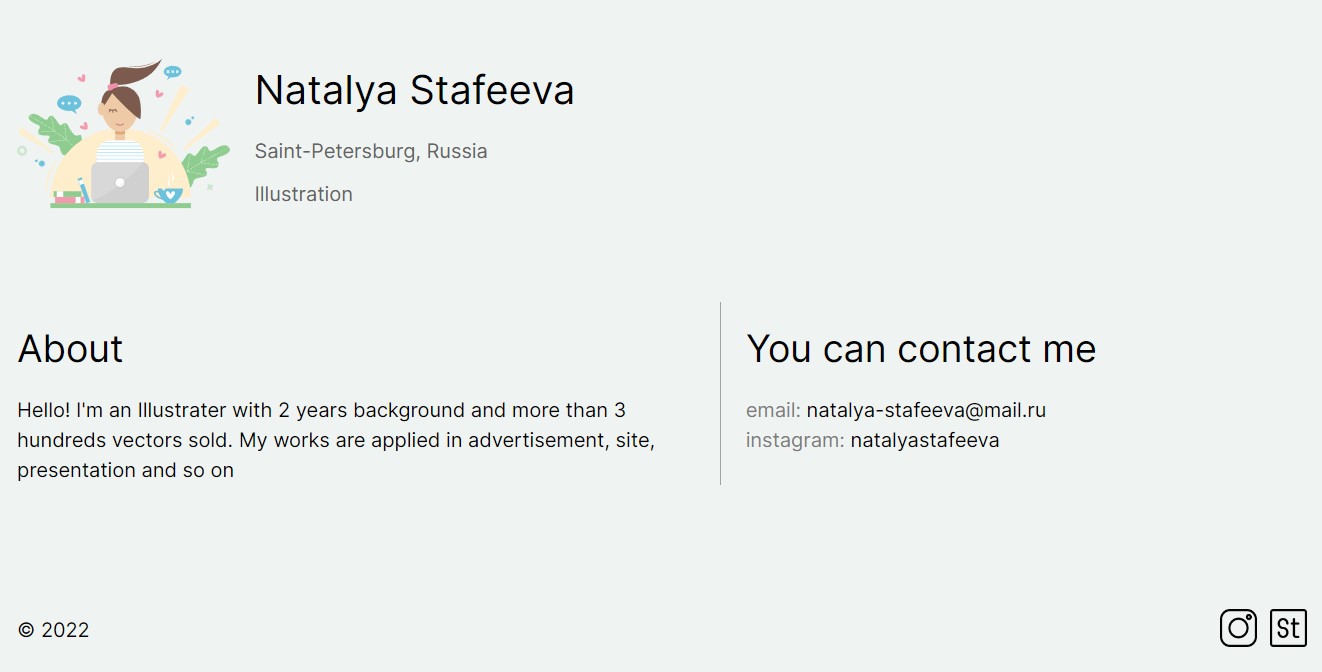 Natalya Stafeeva
Saint-Petersburg, Russia
Illustration
About
Hello! I'm an Illustrater with 2 years background and more than 3
hundreds vectors sold. My works are applied in advertisement, site,
presentation and so on
You can contact me
email: natalya-stafeeva@mail.ru
instagram: natalyastafeeva
© 2022
St